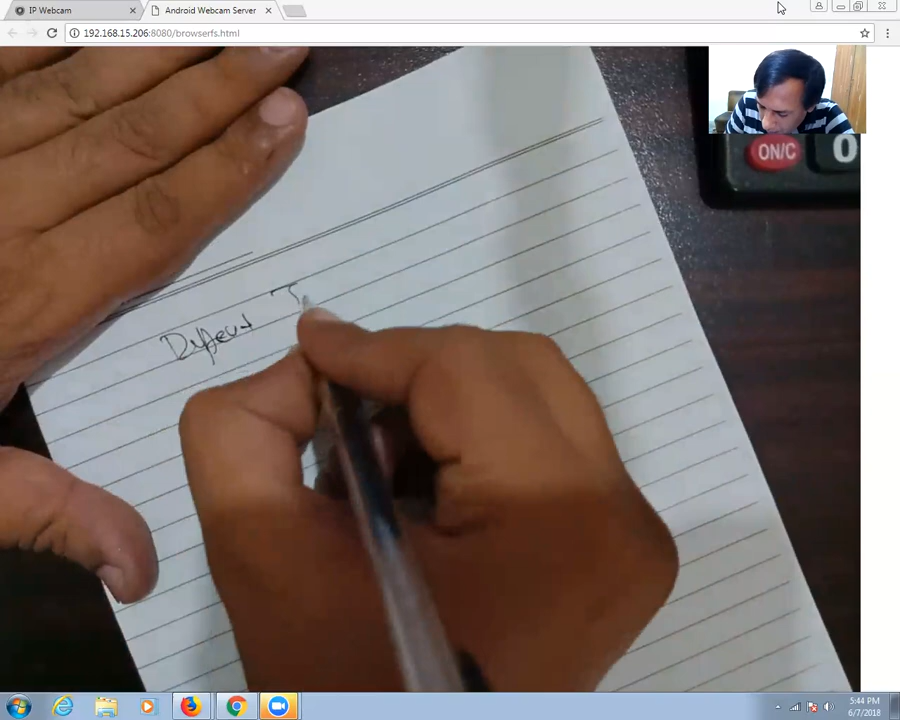 IP Webcam
Android Webcam Server
192.168.15.206:8080/browserfs.html
ON/C
0
5:44 PM
6/7/2018